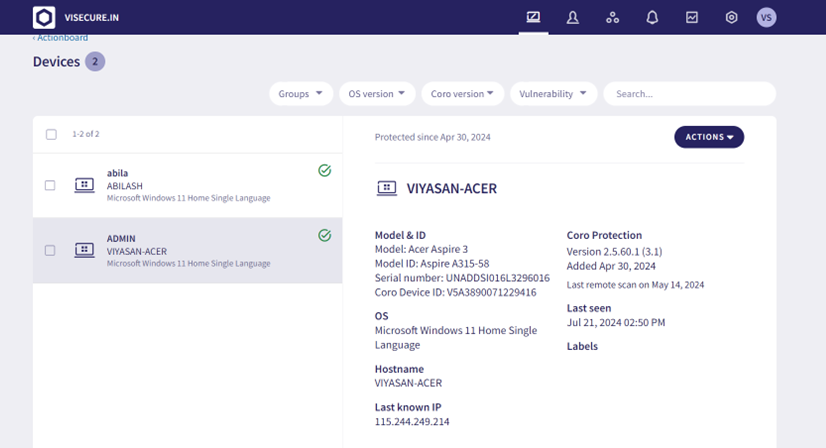 VISECURE.IN
VS
‹ Actionboard
Devices 2
Groups OS version Coro version Vulnerability Search...
1-2 of 2
abila
ABILASH
Microsoft Windows 11 Home Single Language
ADMIN
VIYASAN-ACER
Microsoft Windows 11 Home Single Language
Protected since Apr 30, 2024
ACTIONS
VIYASAN-ACER
Model & ID
Model: Acer Aspire 3
Model ID: Aspire A315-58
Serial number: UNADDSI016L3296016
Coro Device ID: V5A3890071229416
OS
Microsoft Windows 11 Home Single
Language
Hostname
VIYASAN-ACER
Last known IP
115.244.249.214
Coro Protection
Version 2.5.60.1 (3.1)
Added Apr 30, 2024
Last remote scan on May 14, 2024
Last seen
Jul 21, 2024 02:50 PM
Labels